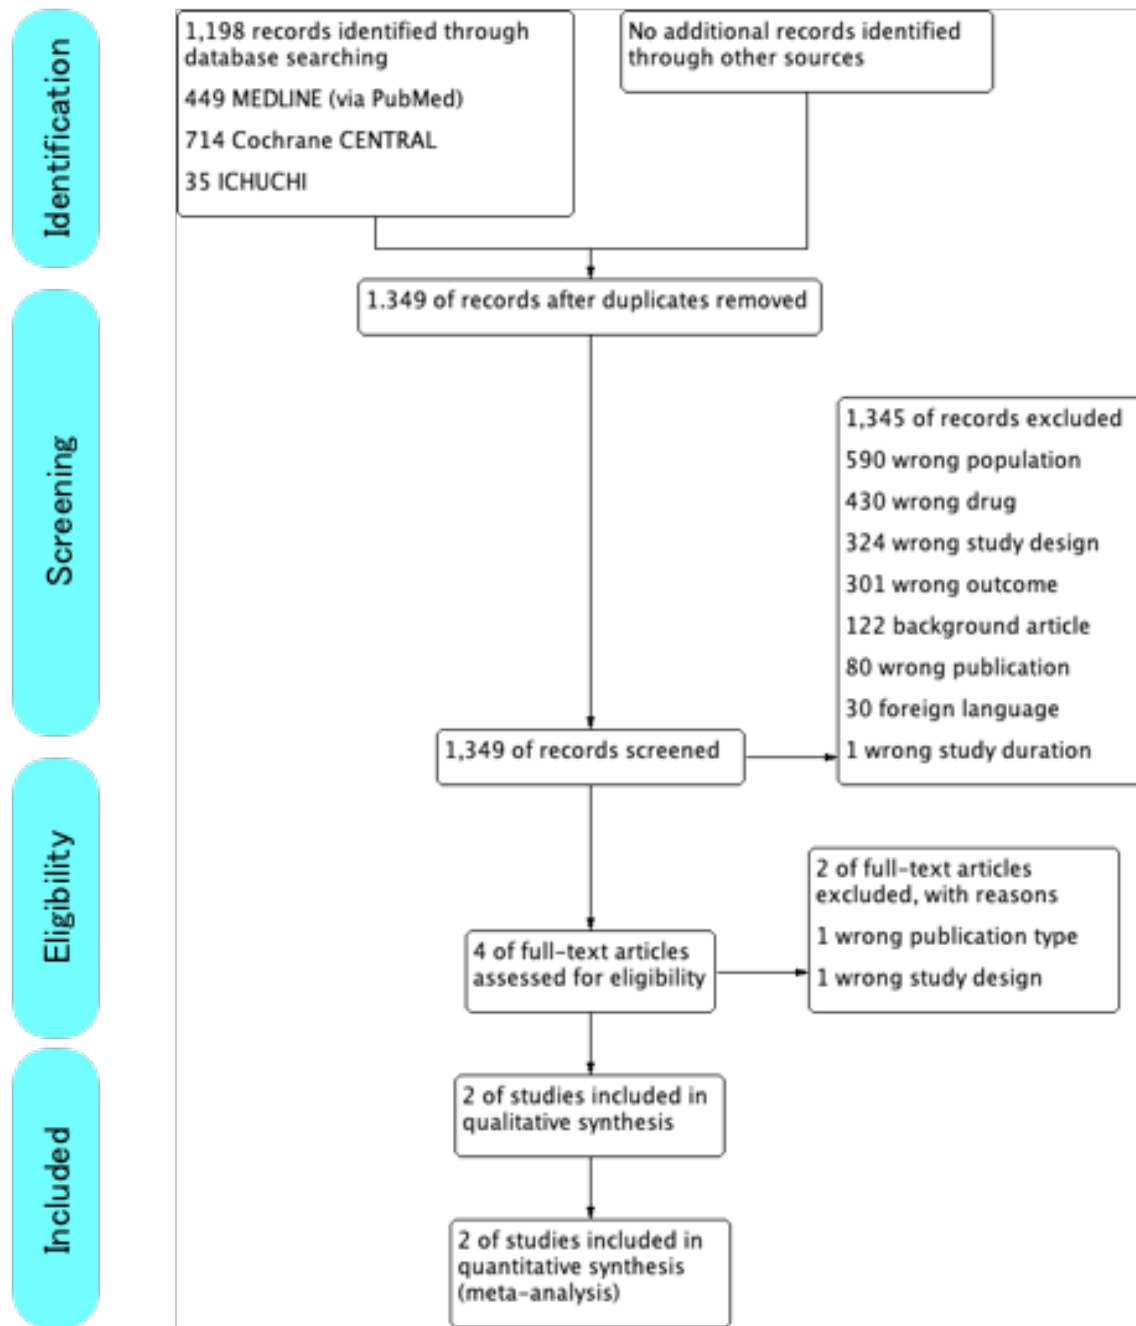 Identification
1,198 records identified through
database searching
449 MEDLINE (via PubMed)
714 Cochrane CENTRAL
35 ICHUCHI
No additional records identified
through other sources
Screening
1.349 of records after duplicates removed
1,345 of records excluded
590 wrong population
430 wrong drug
324 wrong study design
301 wrong outcome
122 background article
80 wrong publication
30 foreign language
1 wrong study duration
1,349 of records screened
Eligibility
2 of full-text articles
excluded, with reasons
1 wrong publication type
1 wrong study design
4 of full-text articles
assessed for eligibility
Included
2 of studies included in
qualitative synthesis
2 of studies included in
quantitative synthesis
(meta-analysis)